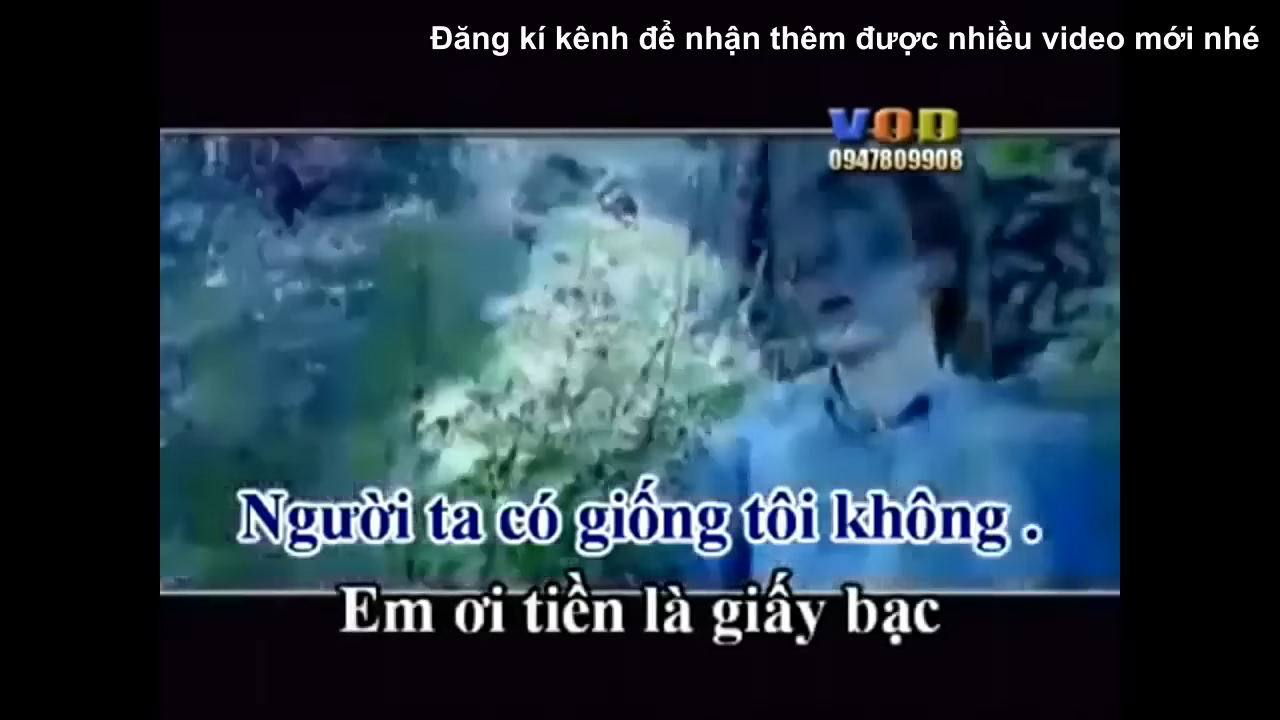 Đăng kí kênh để nhận thêm được nhiều video mới nhé
VOD
0947809908
Người ta có giống tôi không .
Em ơi tiền là giấy bạc